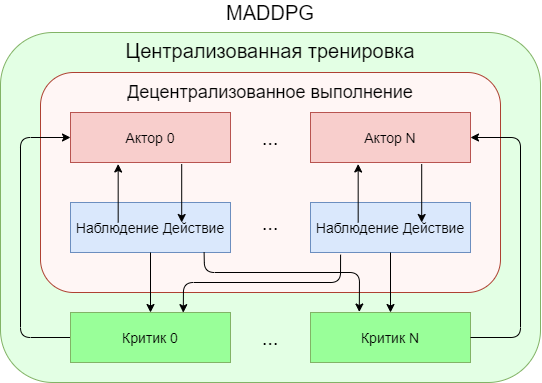 MADDPG
Централизованная тренировка
Децентрализованное выполнение
Актор 0 ... Актор N
Наблюдение Действие ... Наблюдение Действие
Критик 0 ... Критик N